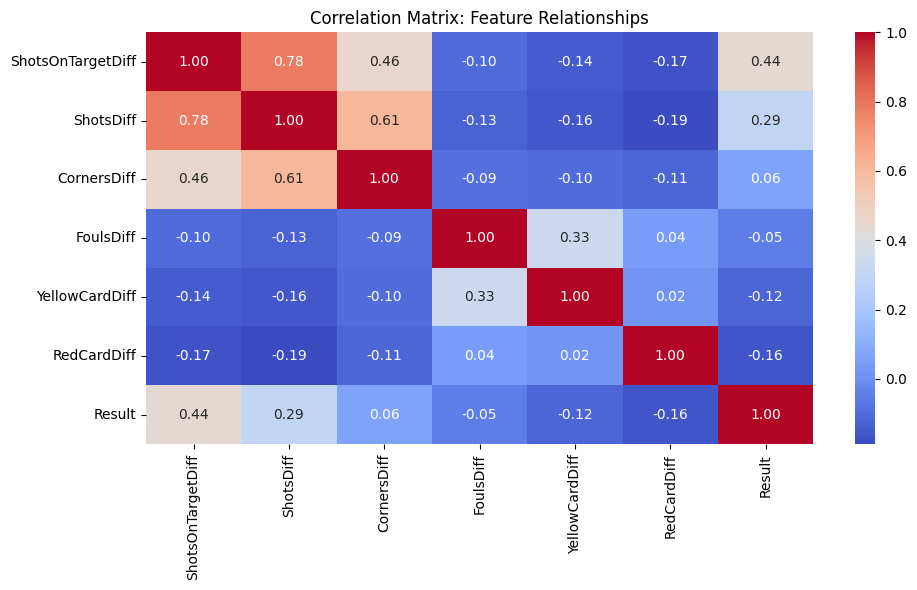 Correlation Matrix: Feature Relationships
ShotsOnTargetDiff 1.00 0.78 0.46 -0.10 -0.14 -0.17 0.44
ShotsDiff 0.78 1.00 0.61 -0.13 -0.16 -0.19 0.29
CornersDiff 0.46 0.61 1.00 -0.09 -0.10 -0.11 0.06
FoulsDiff -0.10 -0.13 -0.09 1.00 0.33 0.04 -0.05
YellowCardDiff -0.14 -0.16 -0.10 0.33 1.00 0.02 -0.12
RedCardDiff -0.17 -0.19 -0.11 0.04 0.02 1.00 -0.16
Result 0.44 0.29 0.06 -0.05 -0.12 -0.16 1.00
ShotsOnTargetDiff
ShotsDiff
CornersDiff
FoulsDiff
YellowCardDiff
RedCardDiff
Result
1.0
0.8
0.6
0.4
0.2
0.0